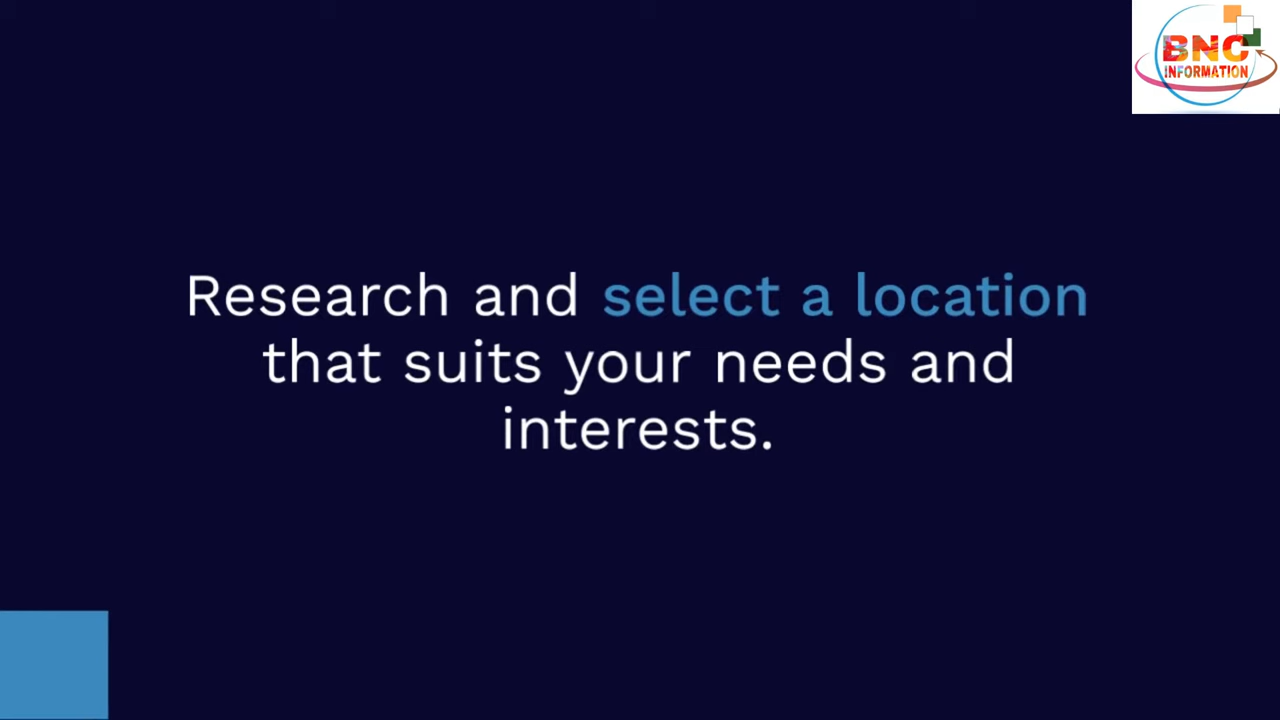 BNC
INFORMATION
Research and select a location
that suits your needs and
interests.